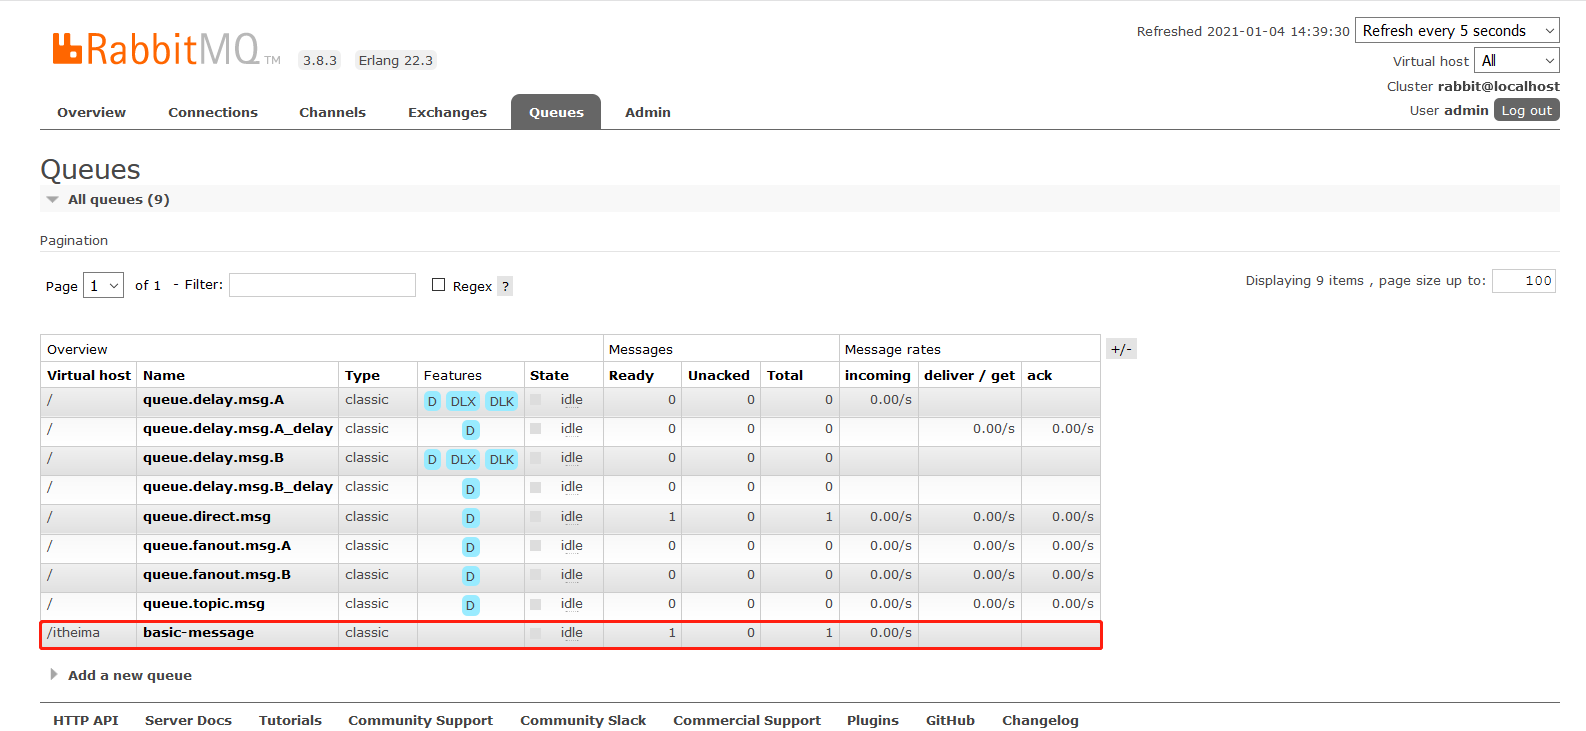 RabbitMQ TM 3.8.3 Erlang 22.3
Refreshed 2021-01-04 14:39:30 Refresh every 5 seconds
Virtual host All
Cluster rabbit@localhost
User admin Log out
Overview Connections Channels Exchanges Queues Admin
Queues
All queues (9)
Pagination
Page 1 of 1 - Filter: Regex ?
Displaying 9 items , page size up to: 100
Overview Messages Message rates +/-
Virtual host Name Type Features State Ready Unacked Total incoming deliver / get ack
/ queue.delay.msg.A classic D DLX DLK idle 0 0 0 0.00/s
/ queue.delay.msg.A_delay classic D idle 0 0 0 0.00/s 0.00/s
/ queue.delay.msg.B classic D DLX DLK idle 0 0 0
/ queue.delay.msg.B_delay classic D idle 0 0 0
/ queue.direct.msg classic D idle 1 0 1 0.00/s 0.00/s 0.00/s
/ queue.fanout.msg.A classic D idle 0 0 0 0.00/s 0.00/s 0.00/s
/ queue.fanout.msg.B classic D idle 0 0 0 0.00/s 0.00/s 0.00/s
/ queue.topic.msg classic D idle 0 0 0 0.00/s 0.00/s 0.00/s
/itheima basic-message classic idle 1 0 1 0.00/s
Add a new queue
HTTP API Server Docs Tutorials Community Support Community Slack Commercial Support Plugins GitHub Changelog